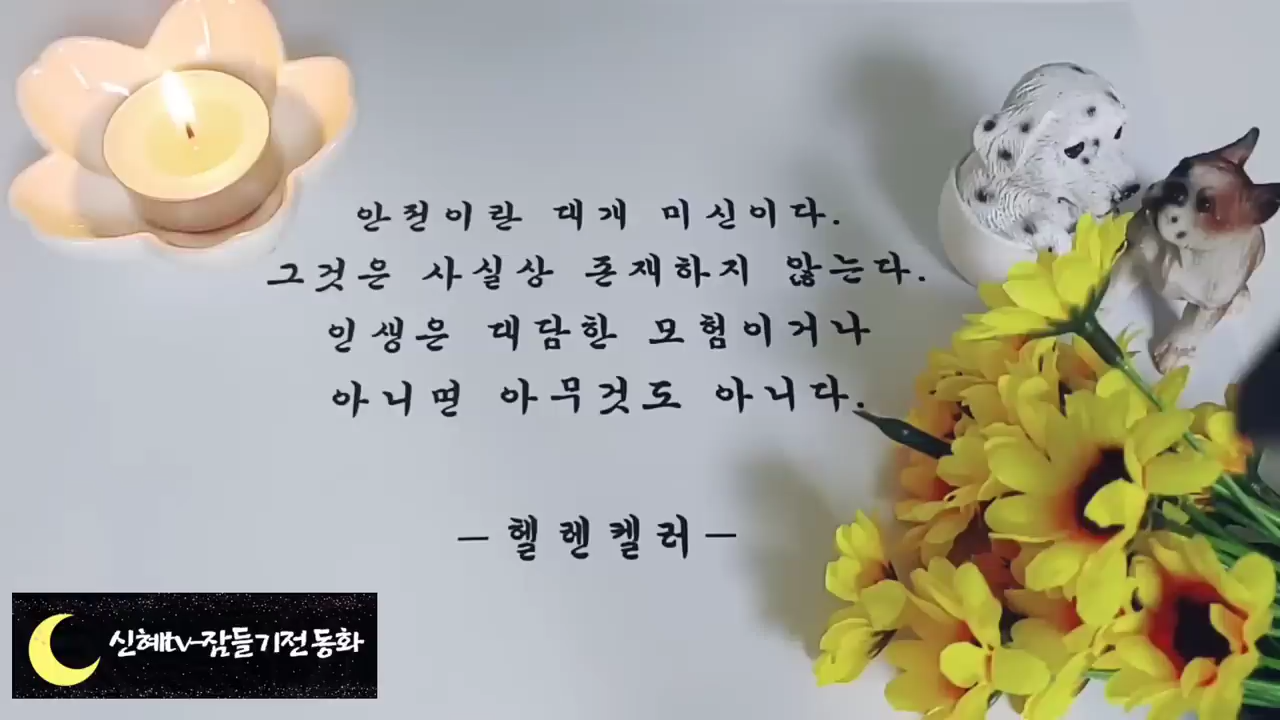 안전이란 대개 미신이다.
그것은 사실상 존재하지 않는다.
인생은 대담한 모험이거나
아니면 아무것도 아니다.
-헬렌켈러-
신혜tv-잠들기전동화